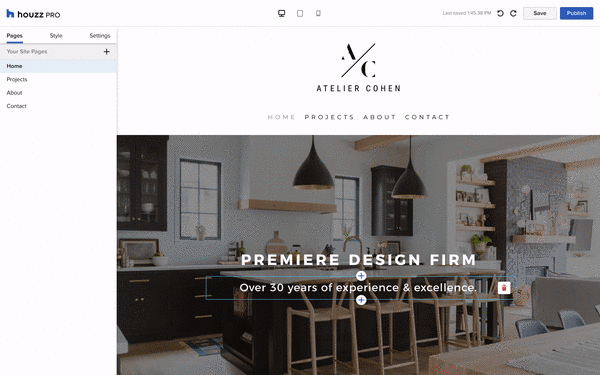 houzz PRO
Last saved 1:45:38 PM
Save
Publish
Pages Style Settings
Your Site Pages
Home
Projects
About
Contact
A/C
ATELIER COHEN
HOME PROJECTS ABOUT CONTACT
PREMIERE DESIGN FIRM
Over 30 years of experience & excellence.